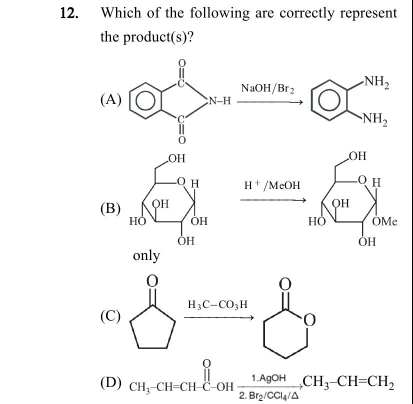 12. Which of the following are correctly represent
the product(s)?
O
C
NaOH/Br2
NH2
(A) N–H
C
NH2
O
OH OH
O H H+ /MeOH O H
(B) OH OH
HO OH HO OMe
OH OH
only
O O
H3C–CO3H
(C) O
O
(D) CH3–CH=CH–C–OH 1.AgOH CH3–CH=CH2
2. Br2/CCl4/Δ